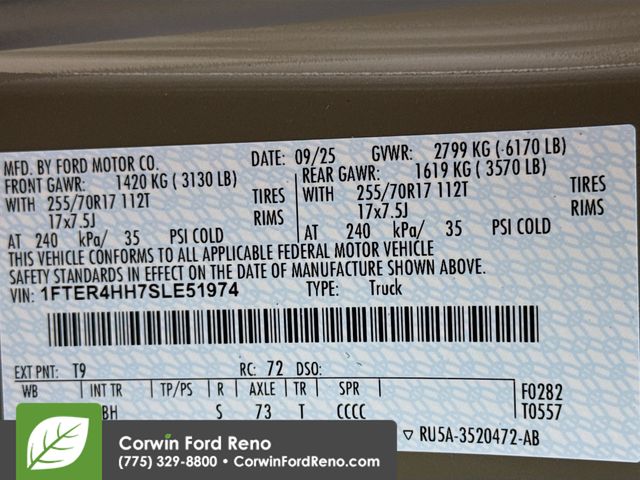 MFD. BY FORD MOTOR CO.
DATE: 09/25 GVWR: 2799 KG ( 6170 LB)
FRONT GAWR: 1420 KG ( 3130 LB) REAR GAWR: 1619 KG ( 3570 LB)
WITH 255/70R17 112T TIRES WITH 255/70R17 112T TIRES
17x7.5J RIMS 17x7.5J RIMS
AT 240 kPa/ 35 PSI COLD AT 240 kPa/ 35 PSI COLD
THIS VEHICLE CONFORMS TO ALL APPLICABLE FEDERAL MOTOR VEHICLE
SAFETY STANDARDS IN EFFECT ON THE DATE OF MANUFACTURE SHOWN ABOVE.
VIN: 1FTER4HH7SLE51974 TYPE: Truck
EXT PNT: T9 RC: 72 DSO:
WB INT TR TP/PS R AXLE TR SPR F0282
BH S 73 T CCCC T0557
▽ RU5A-3520472-AB
Corwin Ford Reno
(775) 329-8800 • CorwinFordReno.com